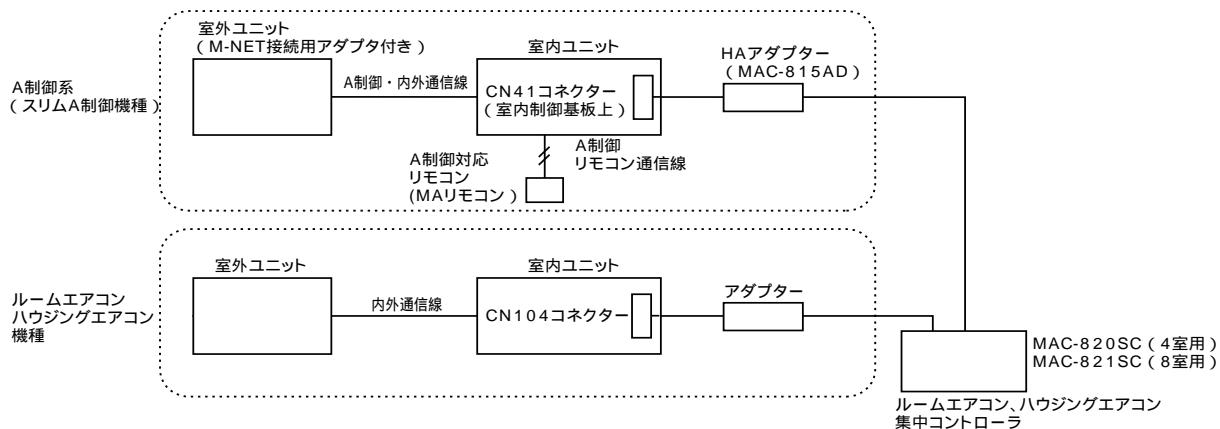 A制御系
（スリムA制御機種）
室外ユニット
（M-NET接続用アダプタ付き）
A制御・内外通信線
室内ユニット
CN41コネクター
（室内制御基板上）
HAアダプター
（MAC-815AD）
A制御対応
リモコン
(MAリモコン）
A制御
リモコン通信線
ルームエアコン
ハウジングエアコン
機種
室外ユニット
内外通信線
室内ユニット
CN104コネクター
アダプター
MAC-820SC（4室用）
MAC-821SC（8室用）
ルームエアコン、ハウジングエアコン
集中コントローラ